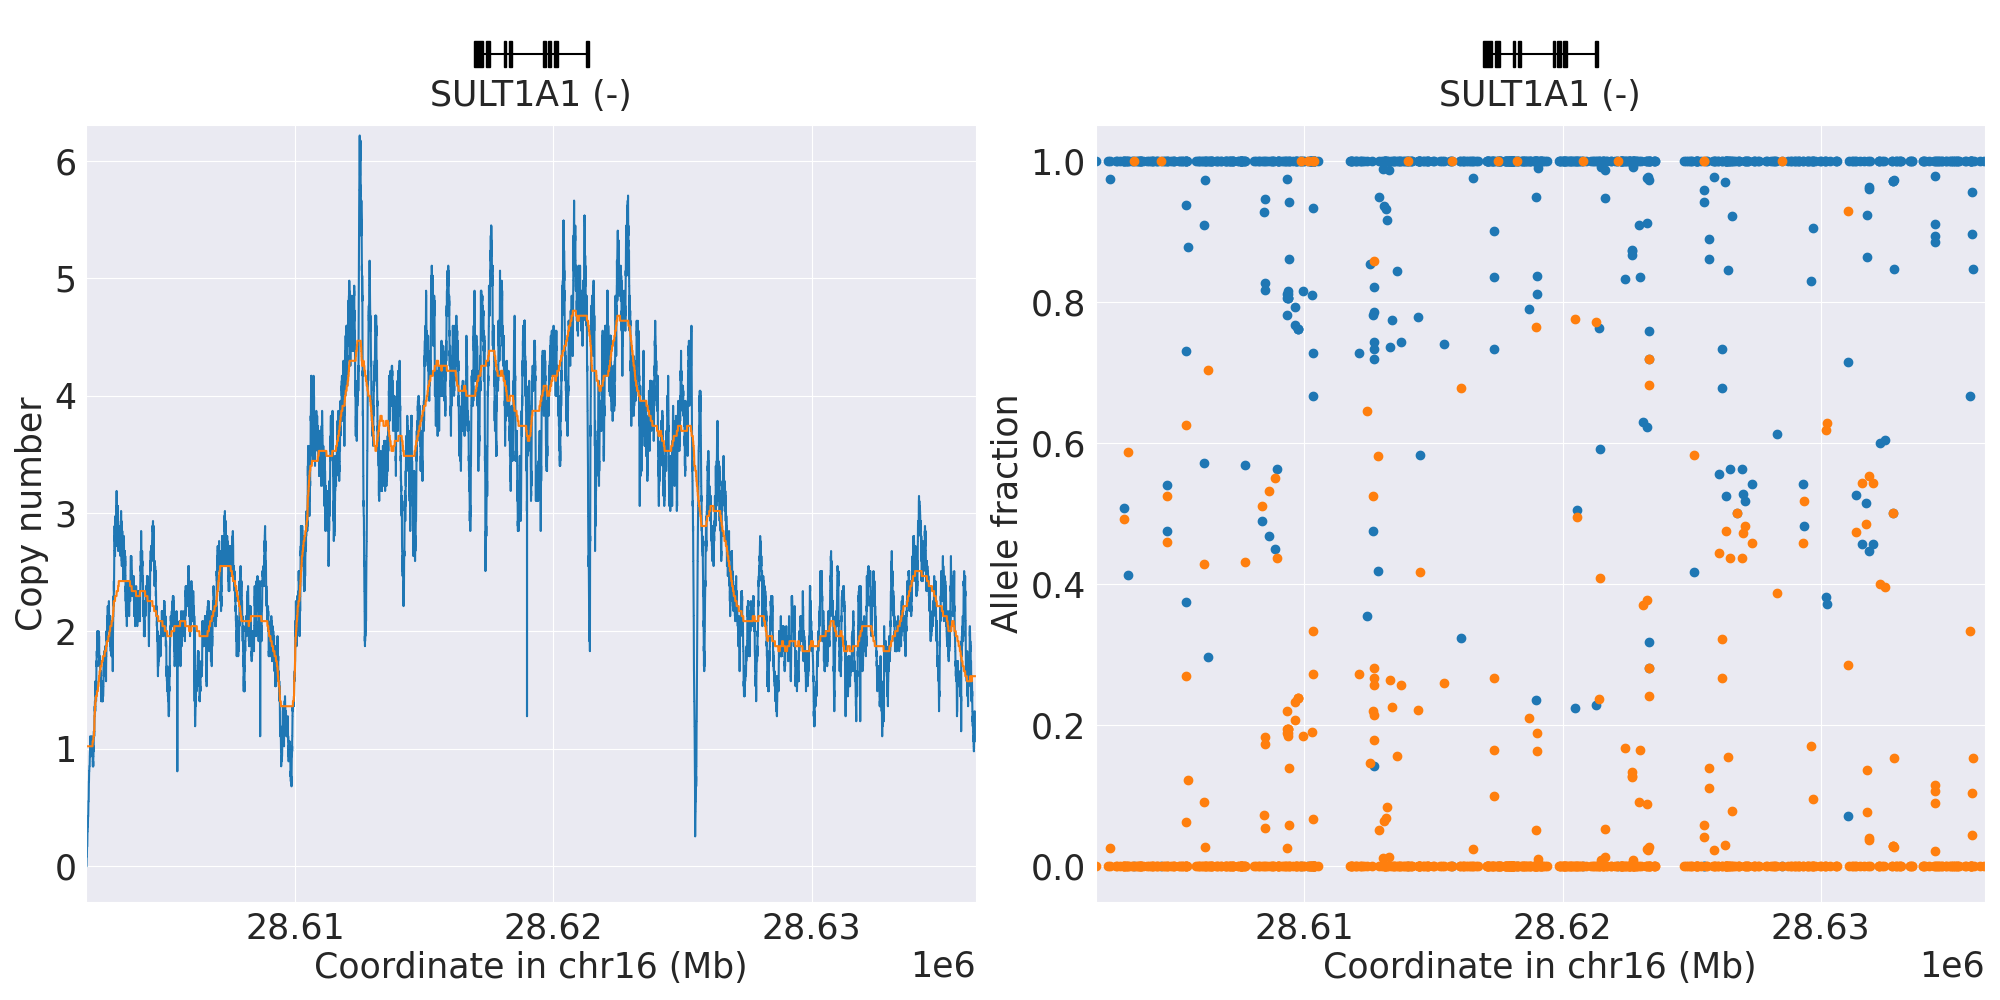 SULT1A1 (-)
Copy number
6
5
4
3
2
1
0
28.61
28.62
28.63
Coordinate in chr16 (Mb)
1e6
SULT1A1 (-)
Allele fraction
1.0
0.8
0.6
0.4
0.2
0.0
28.61
28.62
28.63
Coordinate in chr16 (Mb)
1e6